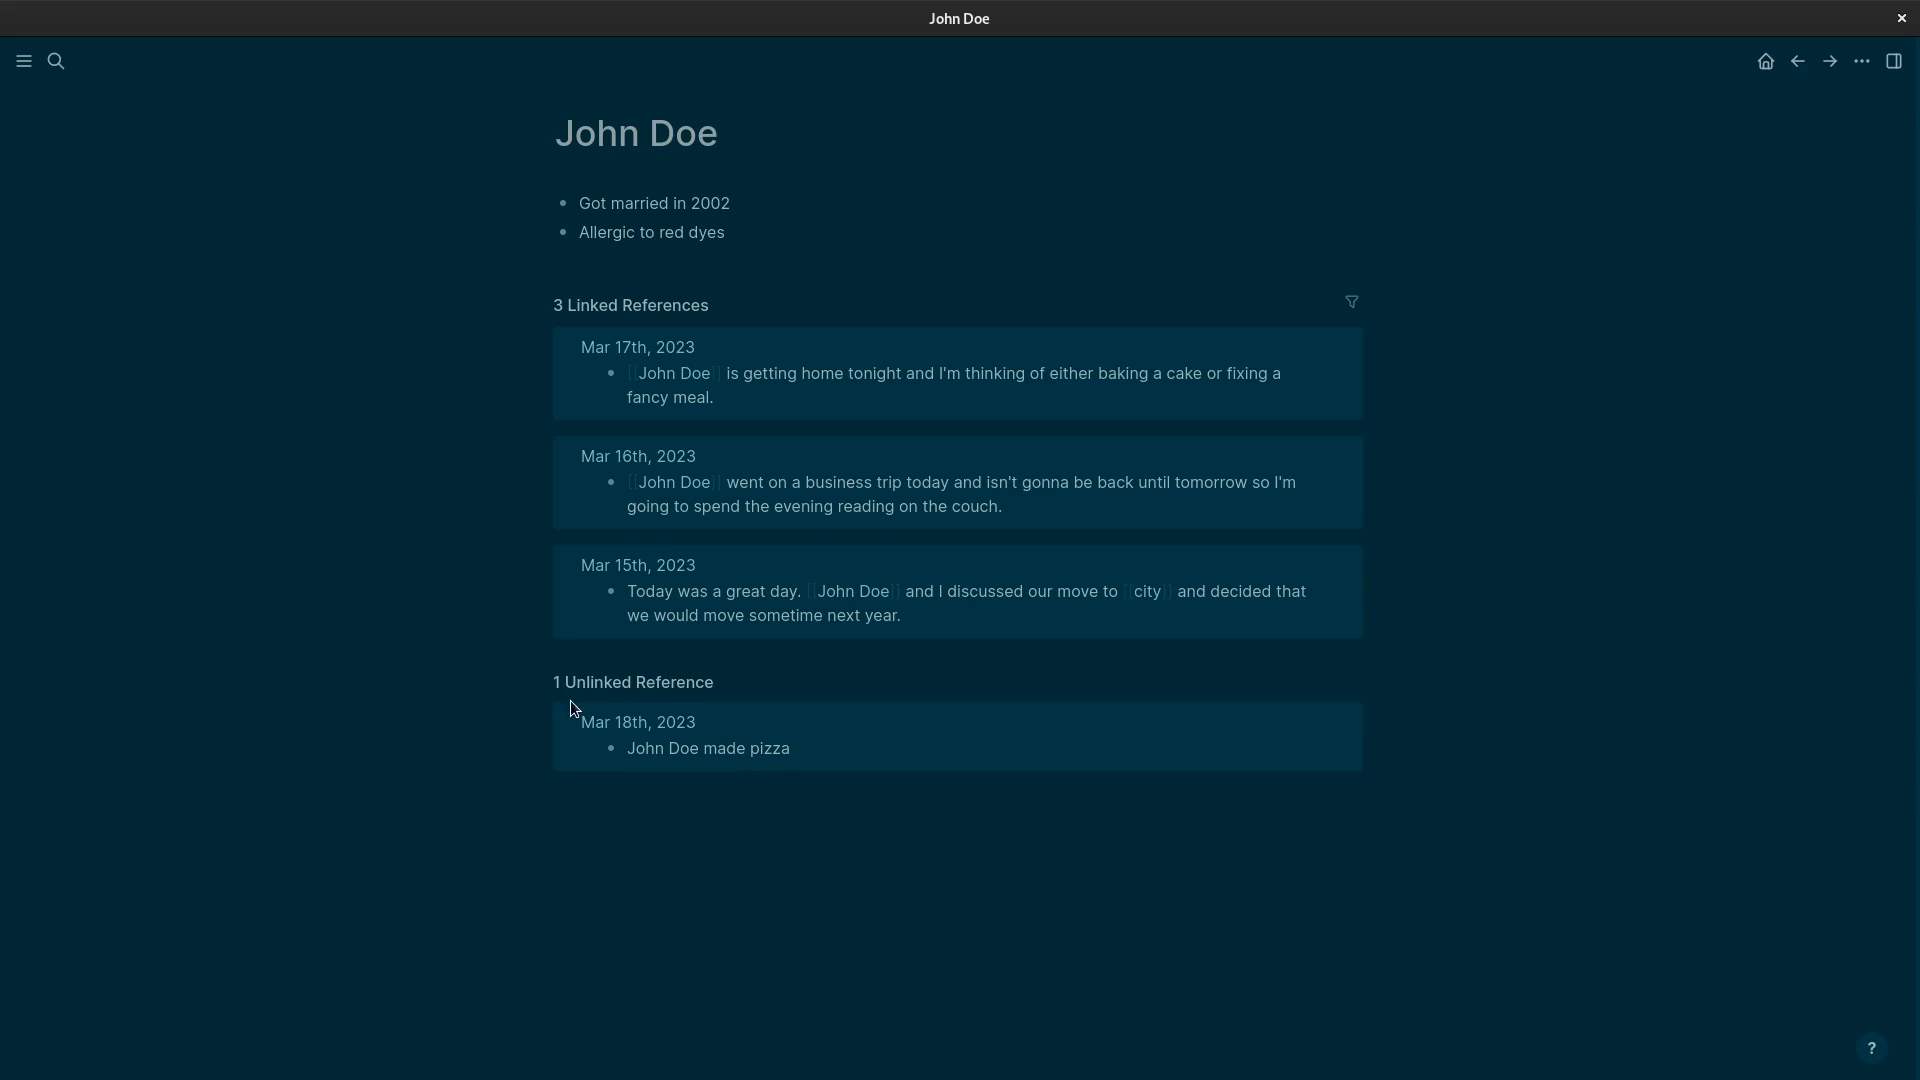 John Doe
John Doe
Got married in 2002
Allergic to red dyes
3 Linked References
Mar 17th, 2023
[[John Doe]] is getting home tonight and I'm thinking of either baking a cake or fixing a
fancy meal.
Mar 16th, 2023
[[John Doe]] went on a business trip today and isn't gonna be back until tomorrow so I'm
going to spend the evening reading on the couch.
Mar 15th, 2023
Today was a great day. [[John Doe]] and I discussed our move to [[city]] and decided that
we would move sometime next year.
1 Unlinked Reference
Mar 18th, 2023
John Doe made pizza
?